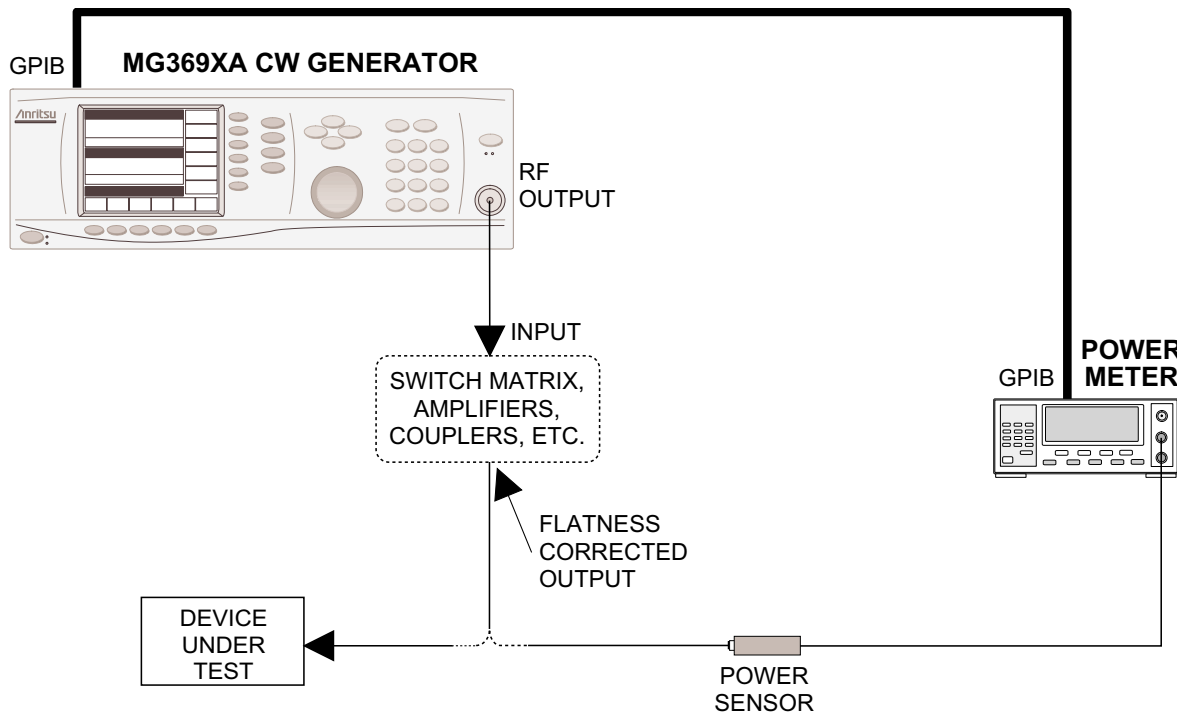 GPIB
MG369XA CW GENERATOR
Anritsu
RF
OUTPUT
INPUT
SWITCH MATRIX,
AMPLIFIERS,
COUPLERS, ETC.
POWER
METER
GPIB
FLATNESS
CORRECTED
OUTPUT
DEVICE
UNDER
TEST
POWER
SENSOR